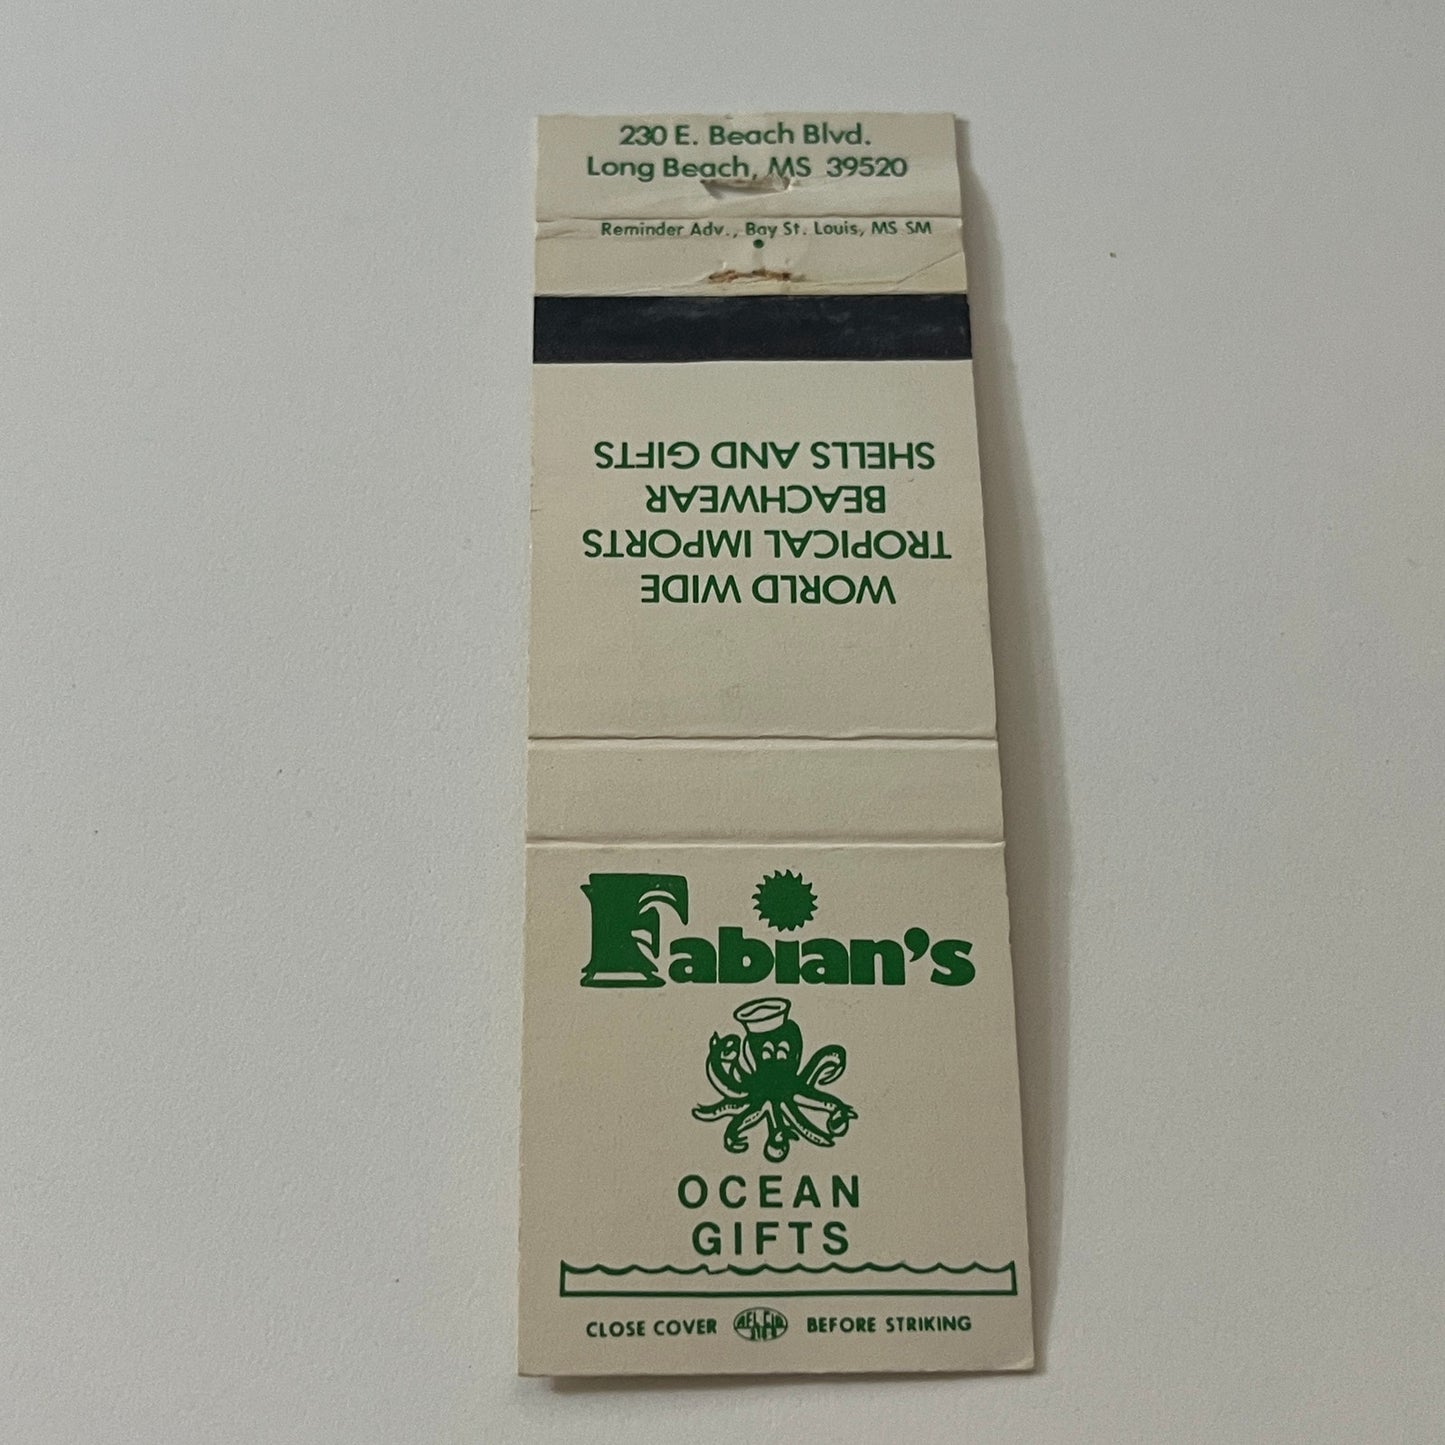 230 E. Beach Blvd.
Long Beach, MS 39520
Reminder Adv., Bay St. Louis, MS SM
WORLD WIDE
TROPICAL IMPORTS
BEACHWEAR
SHELLS AND GIFTS
Fabian's
OCEAN
GIFTS
CLOSE COVER BEFORE STRIKING